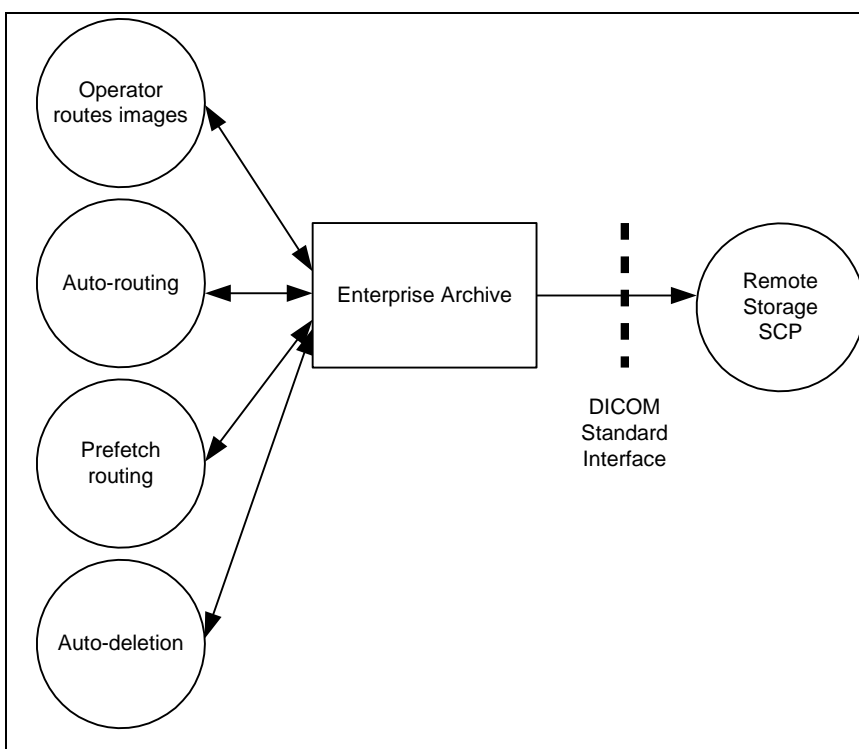 Operator
routes images
Auto-routing
Enterprise Archive
Remote
Storage
SCP
DICOM
Standard
Interface
Prefetch
routing
Auto-deletion